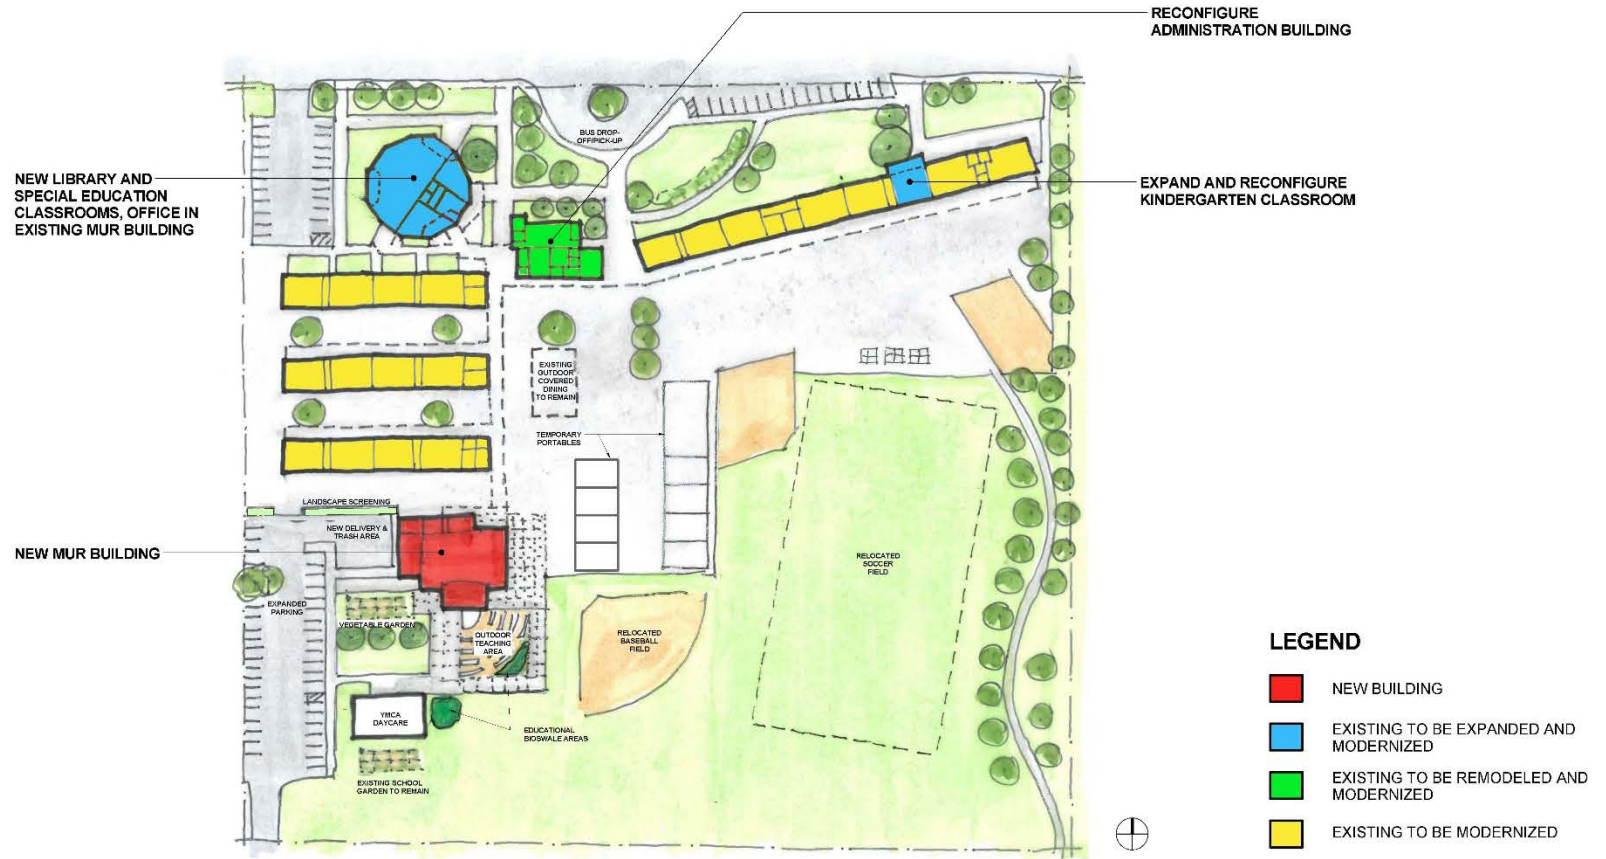 RECONFIGURE
ADMINISTRATION BUILDING
BUS DROP-
OFF/PICK-UP
NEW LIBRARY AND
SPECIAL EDUCATION
CLASSROOMS, OFFICE IN
EXISTING MUR BUILDING
EXPAND AND RECONFIGURE
KINDERGARTEN CLASSROOM
EXISTING
OUTDOOR
COVERED
DINING
TO REMAIN
TEMPORARY
PORTABLES
LANDSCAPE SCREENING
NEW DELIVERY &
TRASH AREA
NEW MUR BUILDING
RELOCATED
SOCCER
FIELD
EXPANDED
PARKING
VEGETABLE GARDEN
OUTDOOR
TEACHING
AREA
RELOCATED
BASEBALL
FIELD
YMCA
DAYCARE
EDUCATIONAL
BIOSWALE AREAS
EXISTING SCHOOL
GARDEN TO REMAIN
LEGEND
NEW BUILDING
EXISTING TO BE EXPANDED AND
MODERNIZED
EXISTING TO BE REMODELED AND
MODERNIZED
EXISTING TO BE MODERNIZED